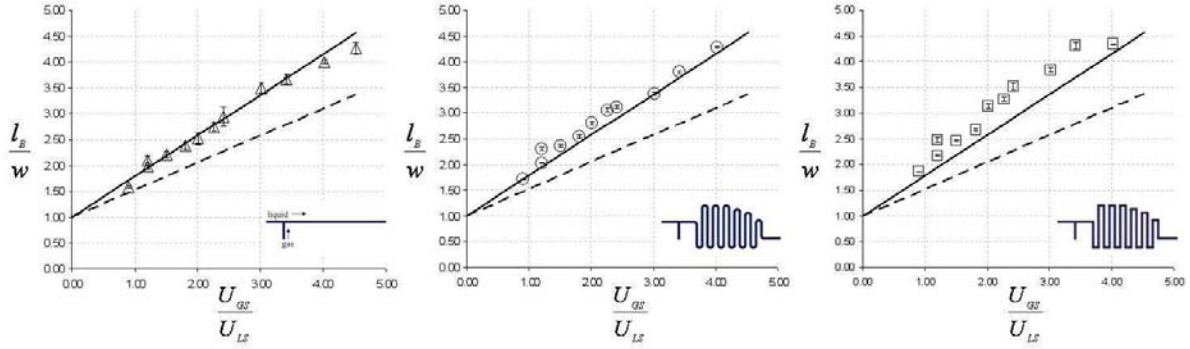 5.00 5.00 5.00
4.50 4.50 4.50
4.00 4.00 4.00
3.50 3.50 3.50
3.00 3.00 3.00
l_B/w 2.50 l_B/w 2.50 l_B/w 2.50
2.00 2.00 2.00
1.50 1.50 1.50
liquid →
1.00 1.00 1.00
0.50 0.50 0.50
gas
0.00 0.00 0.00
0.00 1.00 2.00 3.00 4.00 5.00 0.00 1.00 2.00 3.00 4.00 5.00 0.00 1.00 2.00 3.00 4.00 5.00
U_GS U_GS U_GS
U_LS U_LS U_LS